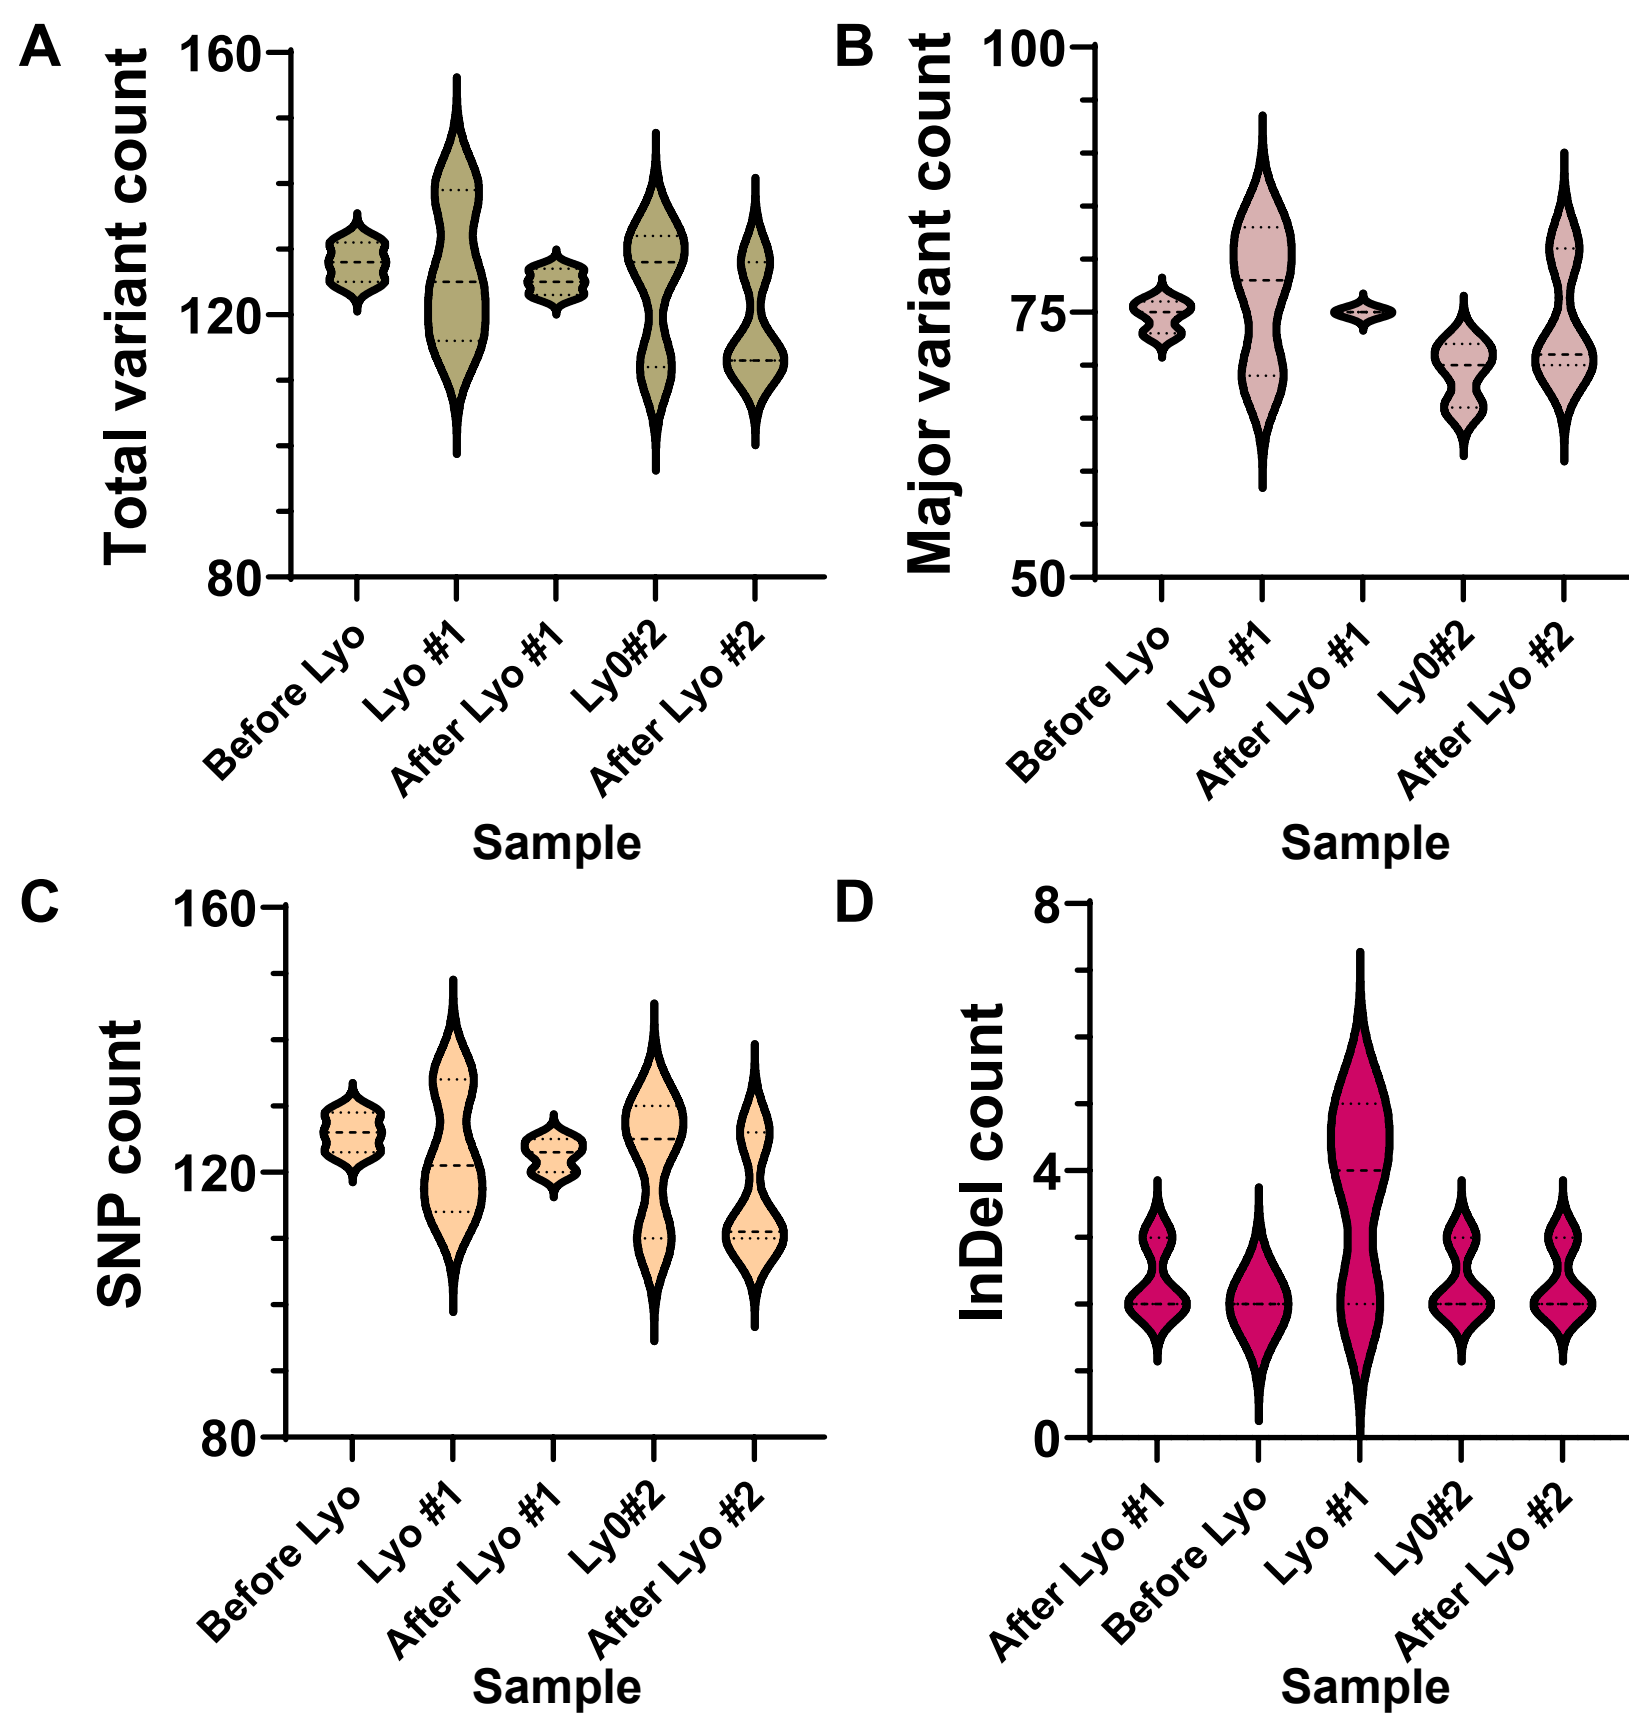 A
Total variant count
160
120
80
Before Lyo
Lyo #1
After Lyo #1
Ly0#2
After Lyo #2
Sample
B
Major variant count
100
75
50
Before Lyo
Lyo #1
After Lyo #1
Ly0#2
After Lyo #2
Sample
C
SNP count
160
120
80
Before Lyo
Lyo #1
After Lyo #1
Ly0#2
After Lyo #2
Sample
D
InDel count
8
4
0
After Lyo #1
Before Lyo
Lyo #1
Ly0#2
After Lyo #2
Sample